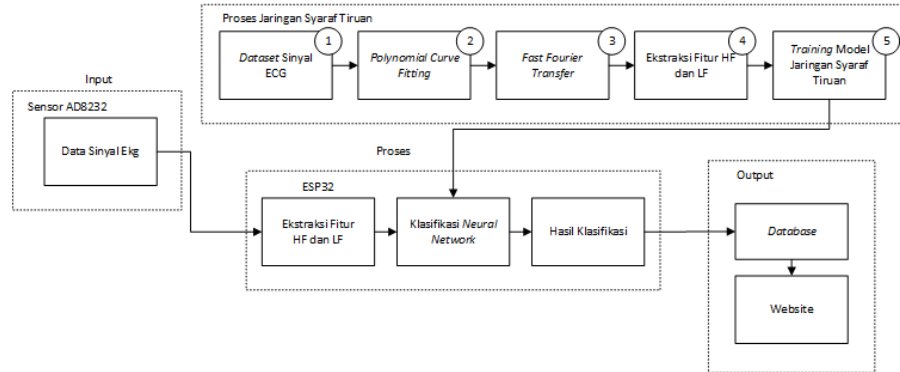 Proses Jaringan Syaraf Tiruan
1
Dataset Sinyal
ECG
2
Polynomial Curve
Fitting
3
Fast Fourier
Transfer
4
Ekstraksi Fitur HF
dan LF
5
Training Model
Jaringan Syaraf
Tiruan
Input
Sensor AD8232
Data Sinyal Ekg
Proses
ESP32
Ekstraksi Fitur
HF dan LF
Klasifikasi Neural
Network
Hasil Klasifikasi
Output
Database
Website